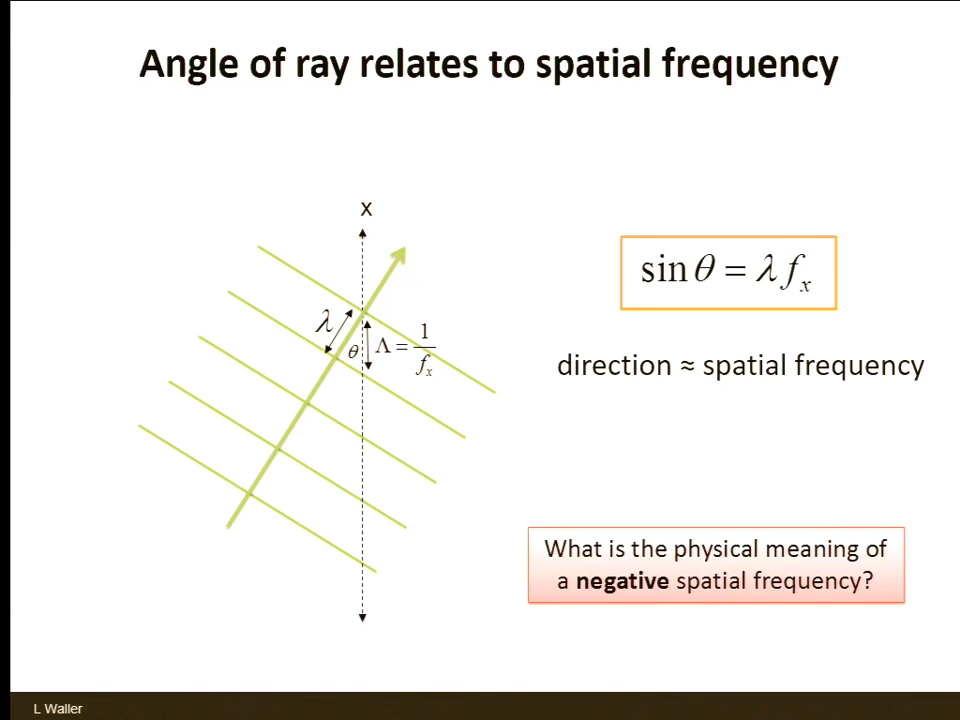 Angle of ray relates to spatial frequency
x
λ
θ
Λ = 1/f_x
sin θ = λ f_x
direction ≈ spatial frequency
What is the physical meaning of
a negative spatial frequency?
L Waller